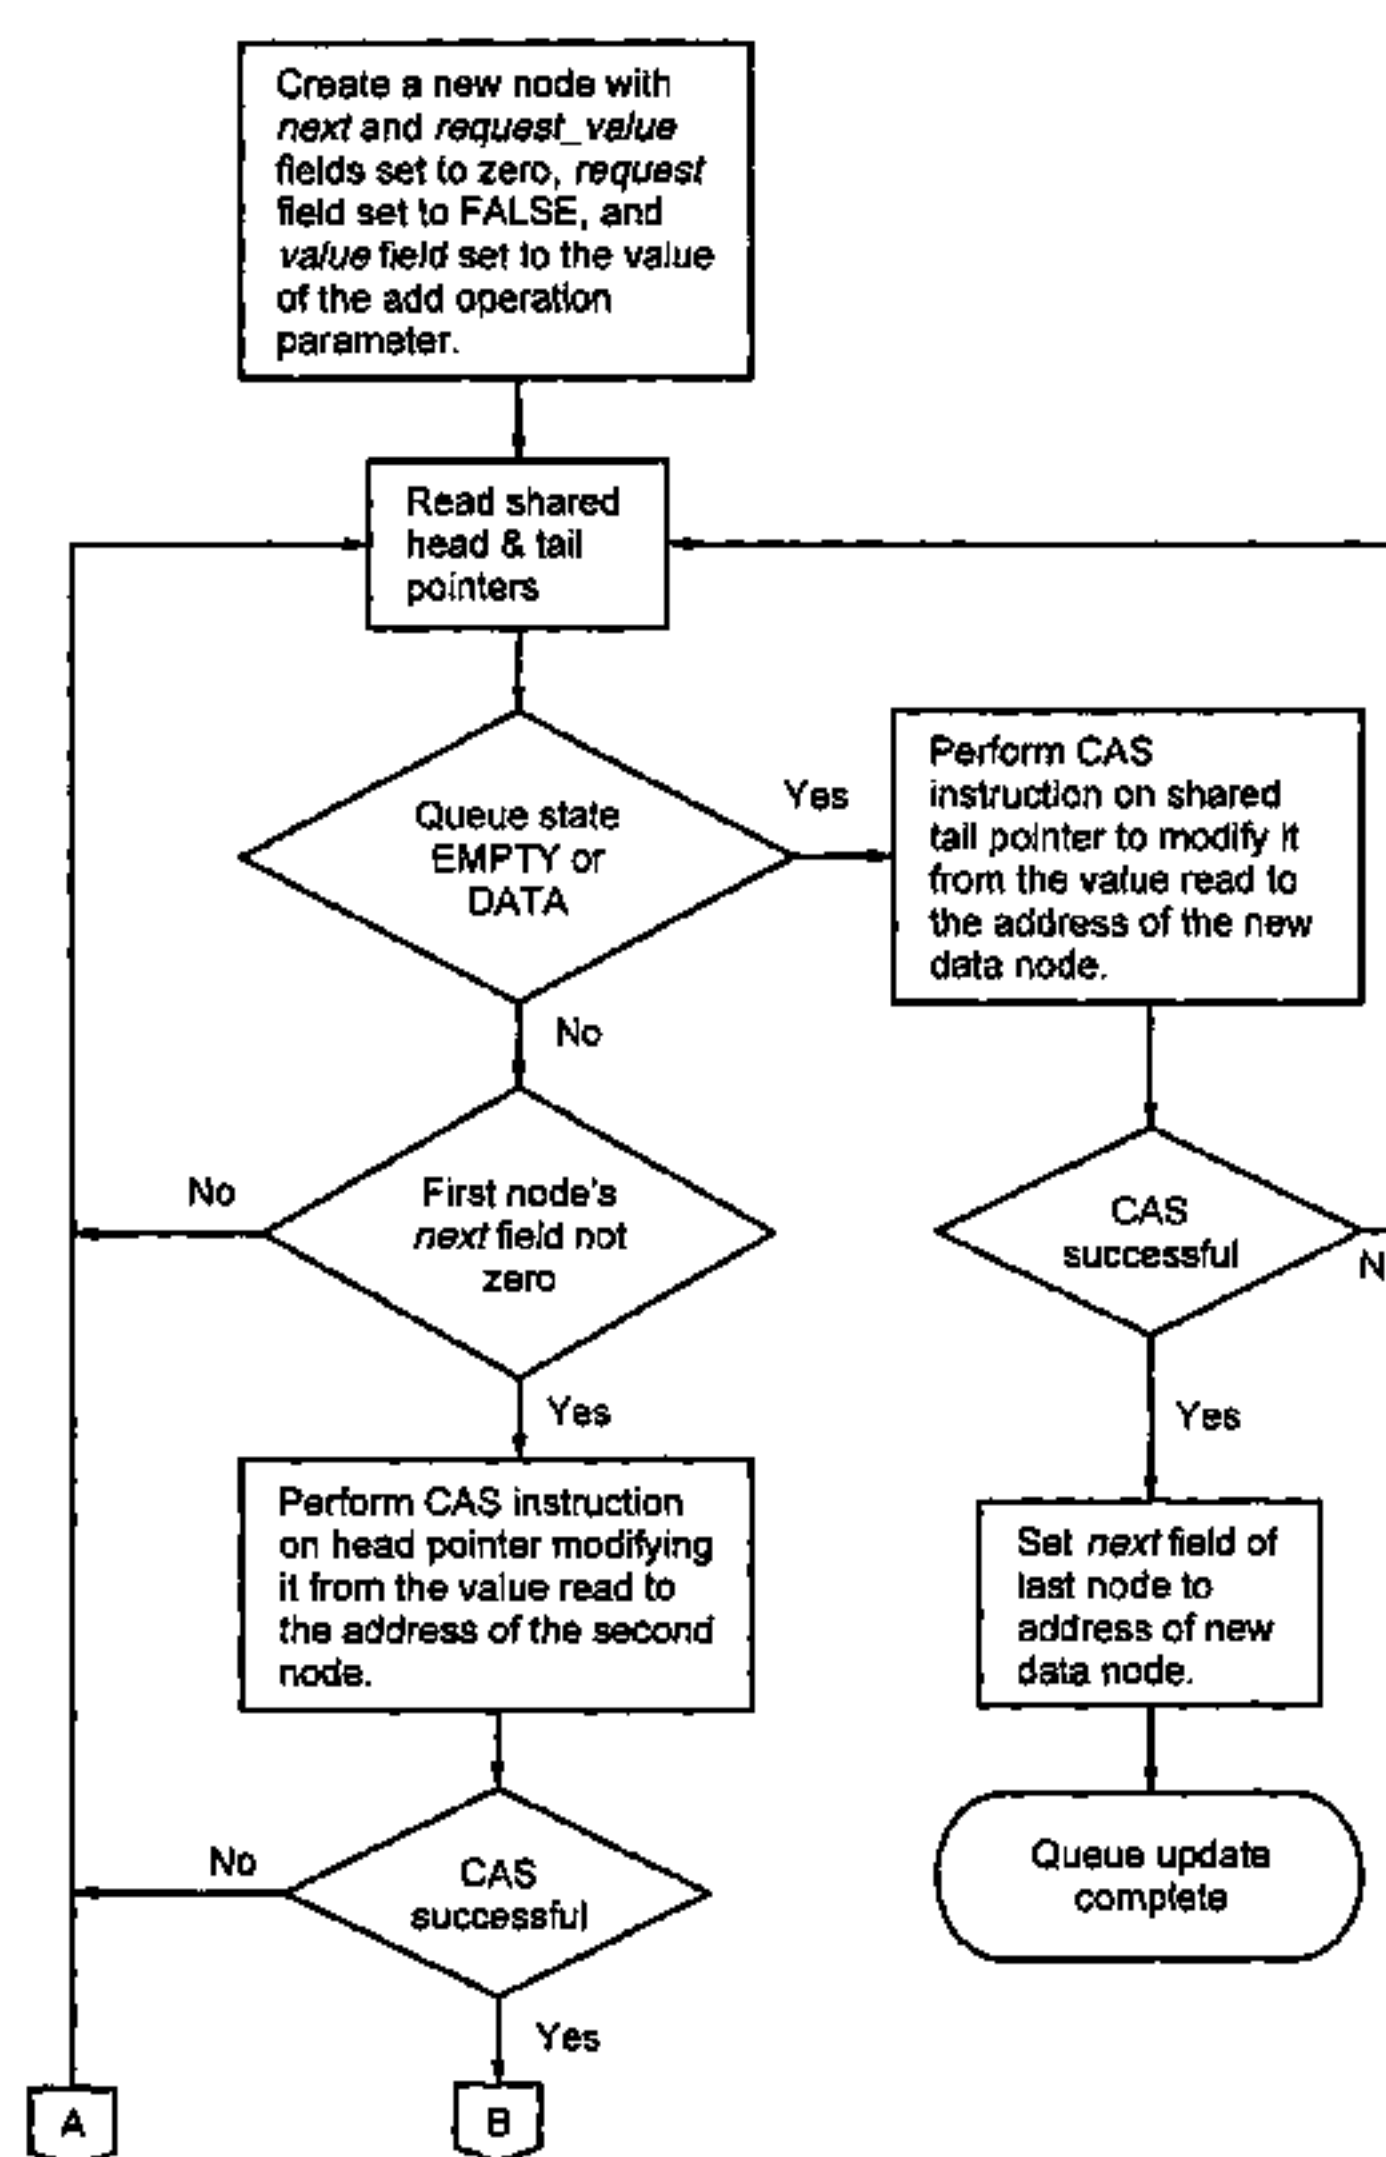 Create a new node with
next and request_value
fields set to zero, request
field set to FALSE, and
value field set to the value
of the add operation
parameter.
Read shared
head & tail
pointers
Queue state
EMPTY or
DATA
Yes
Perform CAS
instruction on shared
tail pointer to modify it
from the value read to
the address of the new
data node.
No
First node's
next field not
zero
No
CAS
successful
N
Yes
Yes
Perform CAS instruction
on head pointer modifying
it from the value read to
the address of the second
node.
Set next field of
last node to
address of new
data node.
No
CAS
successful
Queue update
complete
Yes
A
B